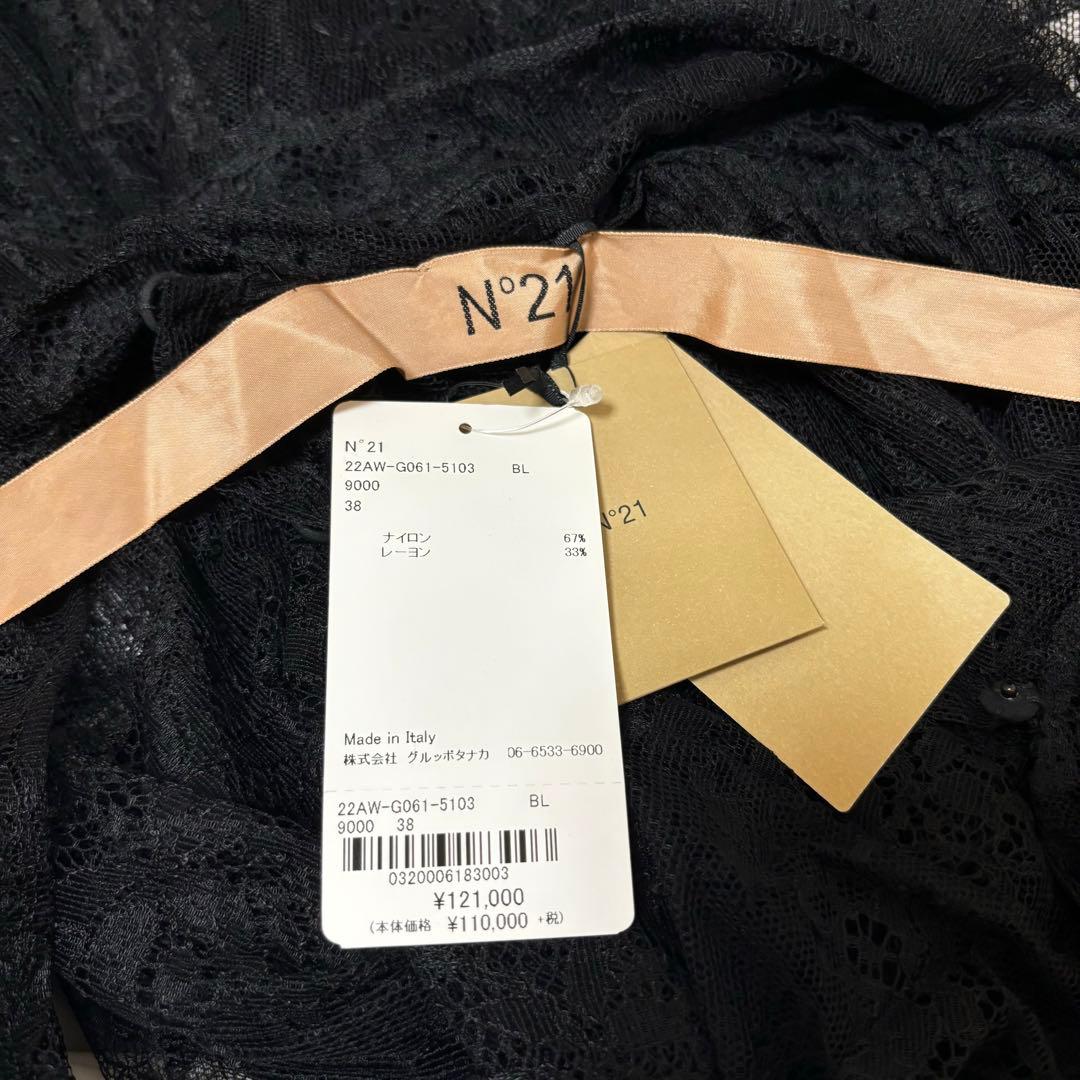 N°21
N°21
22AW-G061-5103 BL
9000
38
ナイロン 67%
レーヨン 33%
N°21
Made in Italy
株式会社 グルッポタナカ 06-6533-6900
22AW-G061-5103 BL
9000 38
0320006183003
¥121,000
(本体価格 ¥110,000 +税)